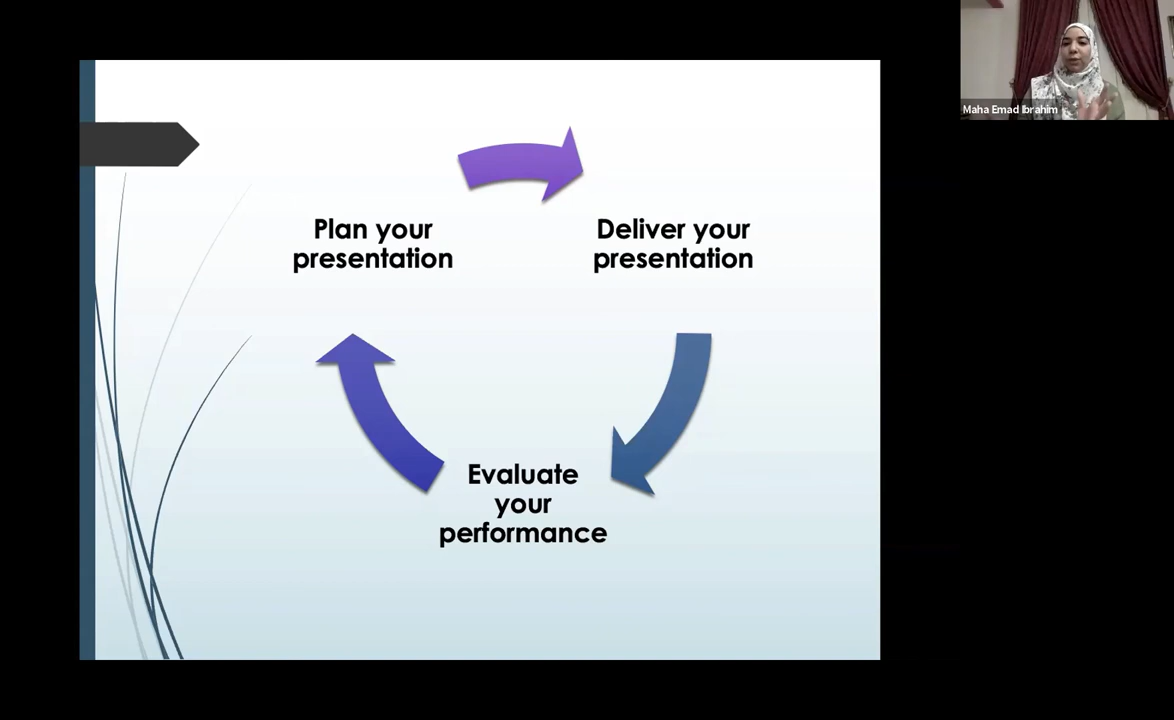 Maha Emad Ibrahim
Plan your
presentation
Deliver your
presentation
Evaluate
your
performance